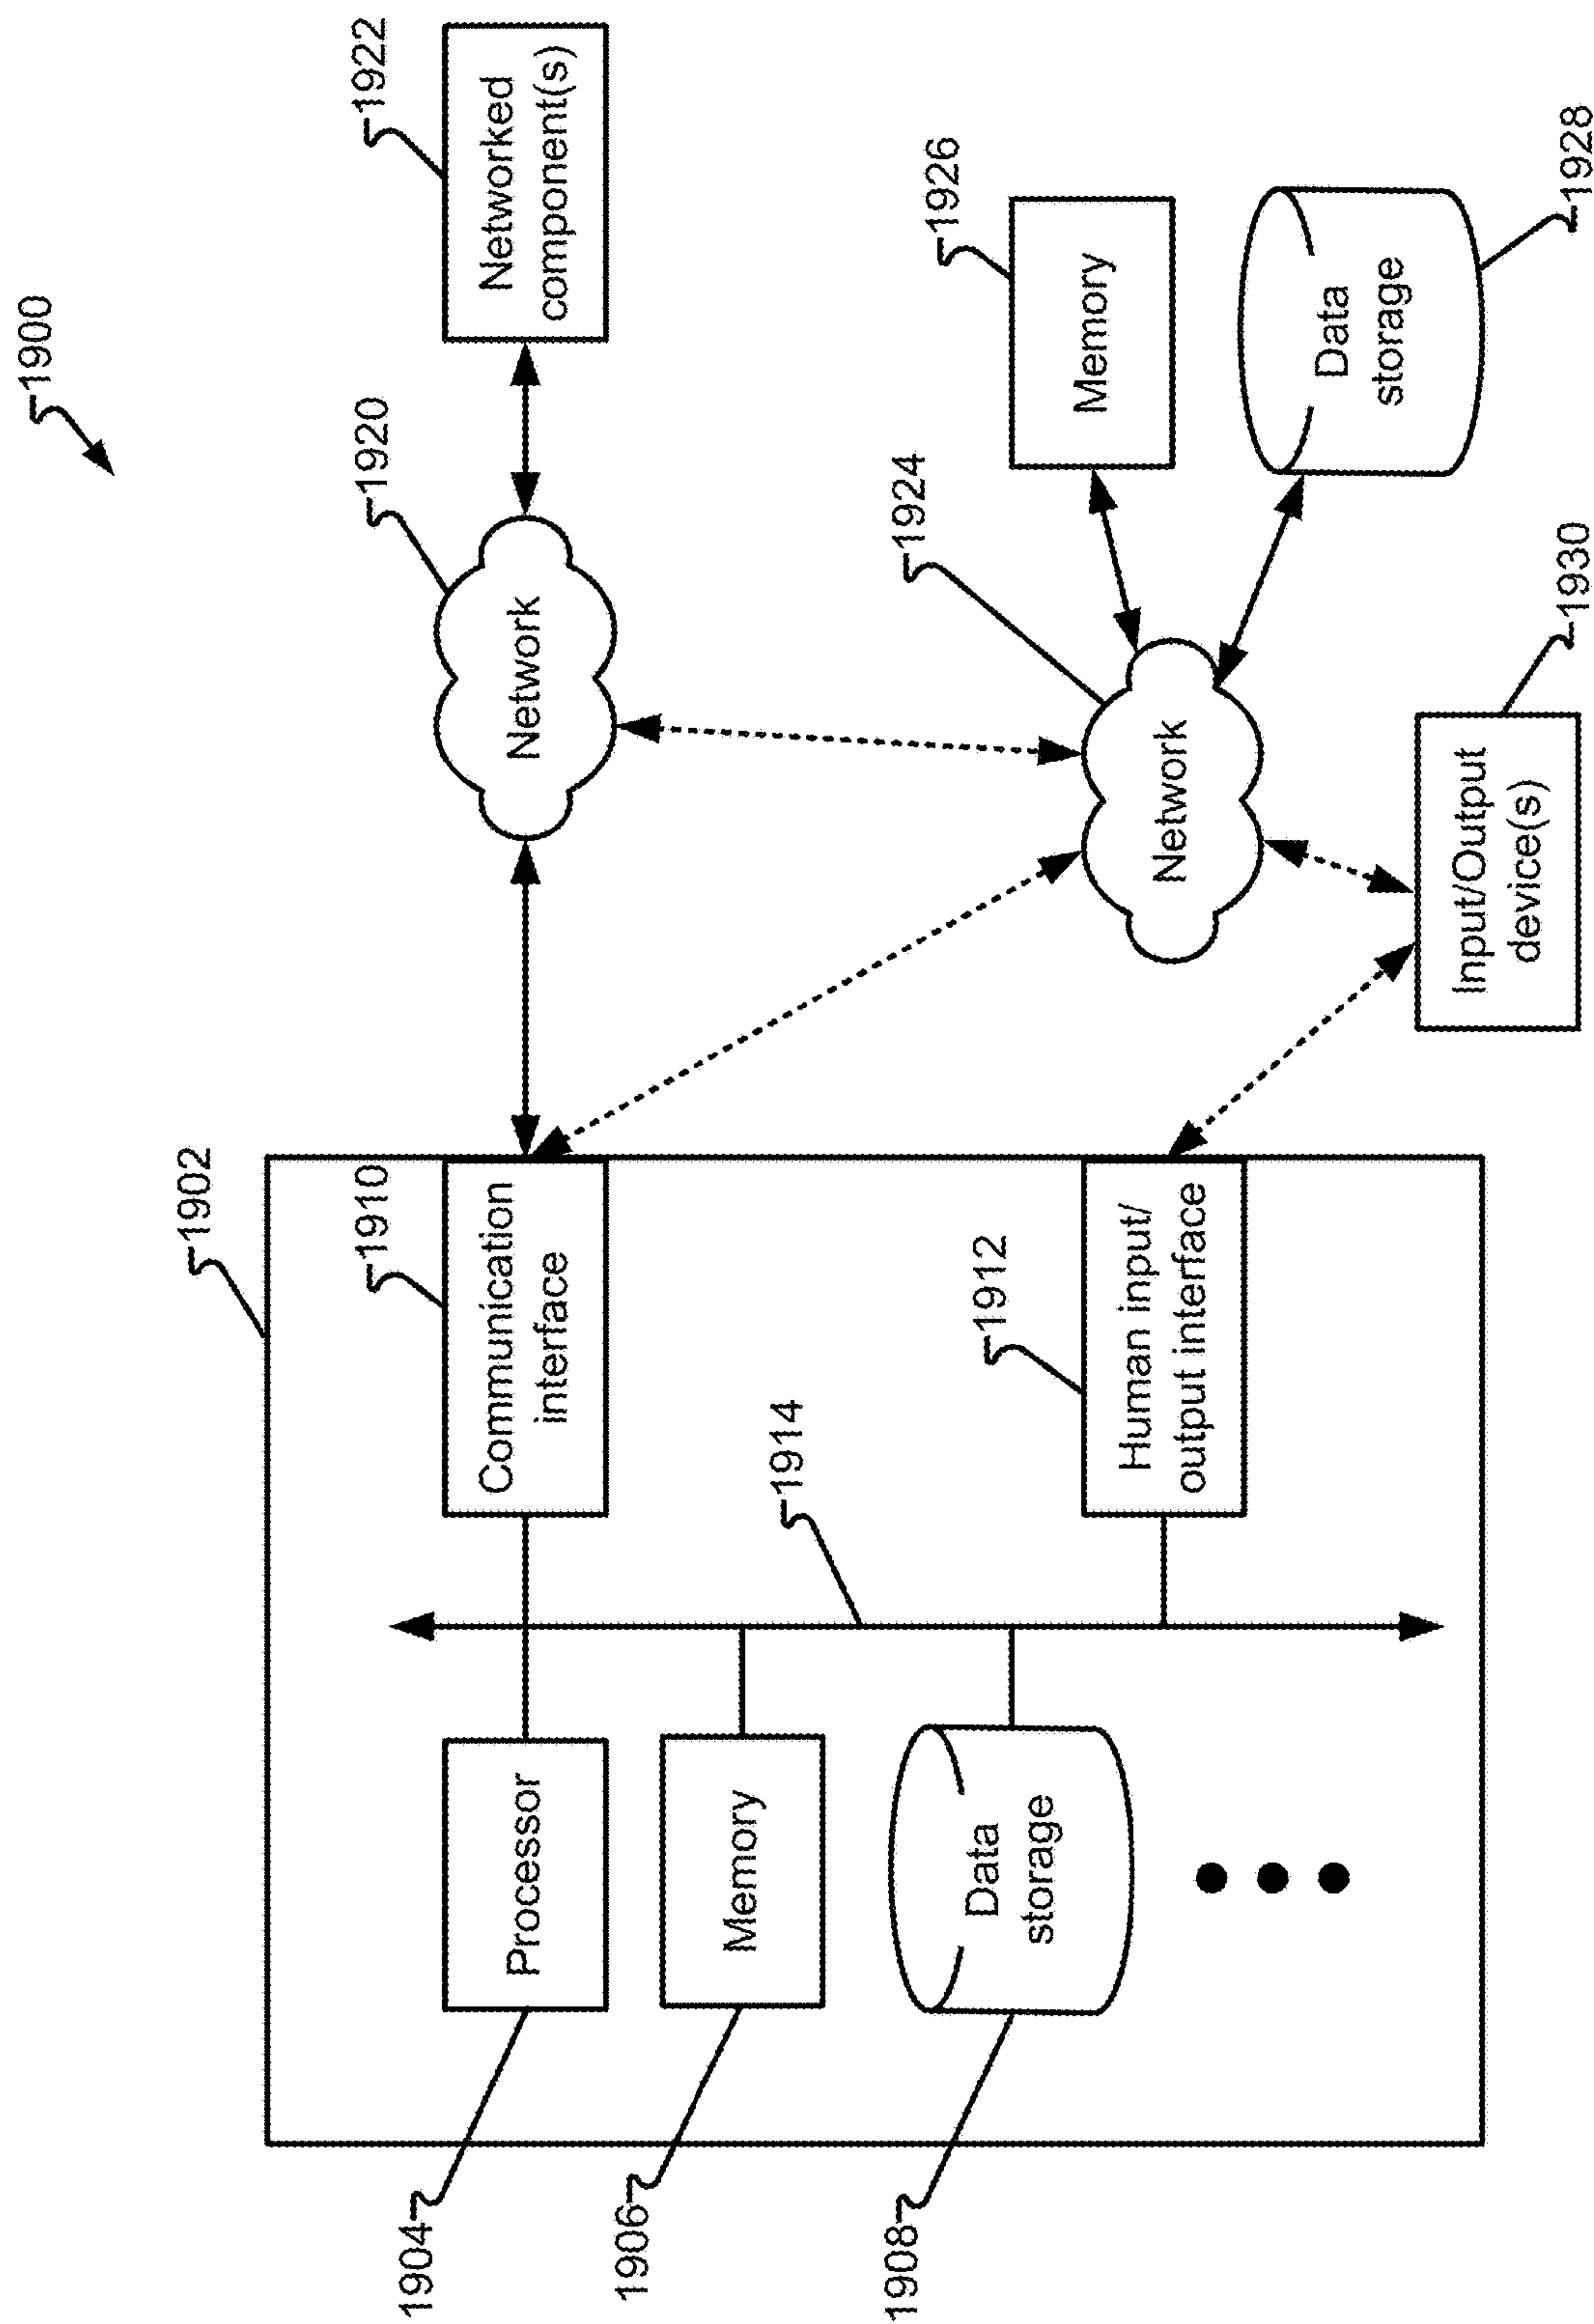 1900
1902
1904
Processor
1906
Memory
1908
Data
storage
1910
Communication
interface
1914
1912
Human input/
output interface
1920
Network
1922
Networked
component(s)
1924
Network
1926
Memory
Data
storage
1928
1930
Input/Output
device(s)